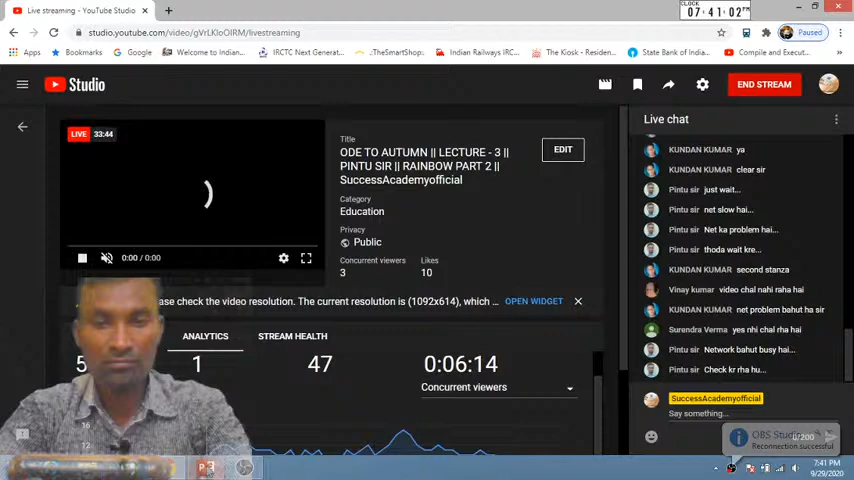 CLOCK
07:41:02
Live streaming - YouTube Studio
studio.youtube.com/video/gVrLKloOIRM/livestreaming
Paused
Apps
Bookmarks
Google
Welcome to Indian...
IRCTC Next Generat...
.:TheSmartShop:.
Indian Railways IRC...
The Kiosk - Residen...
State Bank of India...
Compile and Execut...
Studio
END STREAM
LIVE 33:44
0:00 / 0:00
Title
ODE TO AUTUMN || LECTURE - 3 ||
PINTU SIR || RAINBOW PART 2 ||
SuccessAcademyofficial
EDIT
Category
Education
Privacy
Public
Concurrent viewers
3
Likes
10
ase check the video resolution. The current resolution is (1092x614), which ...
OPEN WIDGET
ANALYTICS
STREAM HEALTH
5
1
47
0:06:14
Concurrent viewers
16
12
Live chat
KUNDAN KUMAR ya
KUNDAN KUMAR clear sir
Pintu sir just wait...
Pintu sir net slow hai...
Pintu sir Net ka problem hai...
Pintu sir thoda wait kre...
KUNDAN KUMAR second stanza
Vinay kumar video chal nahi raha hai
KUNDAN KUMAR net problem bahut ha sir
Surendra Verma yes nhi chal rha hai
Pintu sir Network bahut busy hai...
Pintu sir Check kr rha hu...
SuccessAcademyofficial
Say something...
0/200
OBS Studio
Reconnection successful
7:41 PM
9/29/2020